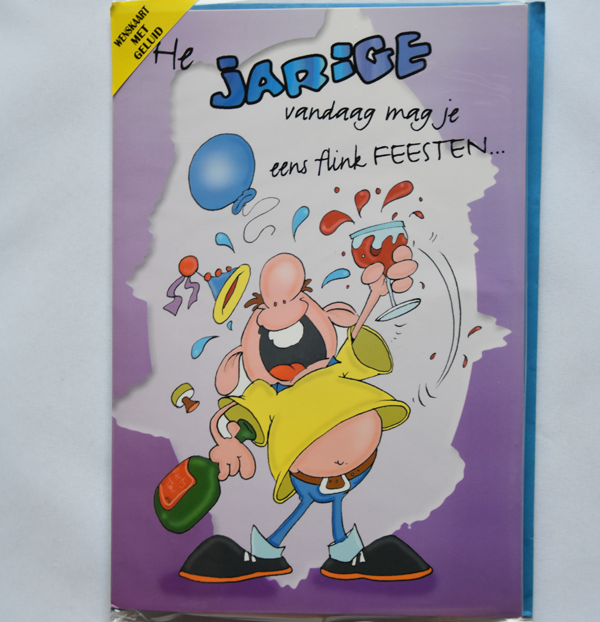 WENSKAART
MET
GELUID
He
JARIGE
vandaag mag je
eens flink FEESTEN...